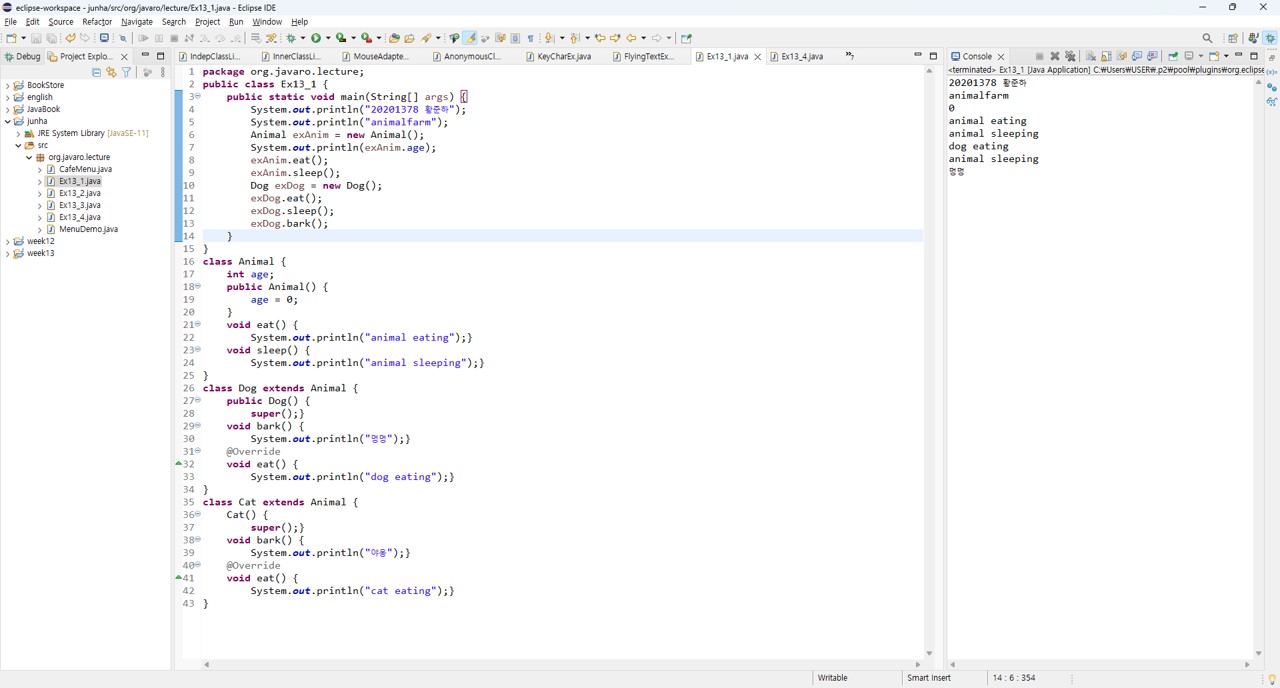 eclipse-workspace - junha/src/org/javaro/lecture/Ex13_1.java - Eclipse IDE
File Edit Source Refactor Navigate Search Project Run Window Help
Debug Project Explo...
IndepClassLi... InnerClassLi... MouseAdapte... AnonymousCl... KeyCharEx.java FlyingTextEx... Ex13_1.java Ex13_4.java »7
BookStore
english
JavaBook
junha
JRE System Library [JavaSE-11]
src
org.javaro.lecture
CafeMenu.java
Ex13_1.java
Ex13_2.java
Ex13_3.java
Ex13_4.java
MenuDemo.java
week12
week13
1 package org.javaro.lecture;
2 public class Ex13_1 {
3 public static void main(String[] args) {
4 System.out.println("20201378 황준하");
5 System.out.println("animalfarm");
6 Animal exAnim = new Animal();
7 System.out.println(exAnim.age);
8 exAnim.eat();
9 exAnim.sleep();
10 Dog exDog = new Dog();
11 exDog.eat();
12 exDog.sleep();
13 exDog.bark();
14 }
15 }
16 class Animal {
17 int age;
18 public Animal() {
19 age = 0;
20 }
21 void eat() {
22 System.out.println("animal eating");}
23 void sleep() {
24 System.out.println("animal sleeping");}
25 }
26 class Dog extends Animal {
27 public Dog() {
28 super();}
29 void bark() {
30 System.out.println("멍멍");}
31 @Override
32 void eat() {
33 System.out.println("dog eating");}
34 }
35 class Cat extends Animal {
36 Cat() {
37 super();}
38 void bark() {
39 System.out.println("야옹");}
40 @Override
41 void eat() {
42 System.out.println("cat eating");}
43 }
Console
<terminated> Ex13_1 [Java Application] C:₩Users₩USER₩.p2₩pool₩plugins₩org.eclipse
20201378 황준하
animalfarm
0
animal eating
animal sleeping
dog eating
animal sleeping
멍멍
Writable Smart Insert 14 : 6 : 354